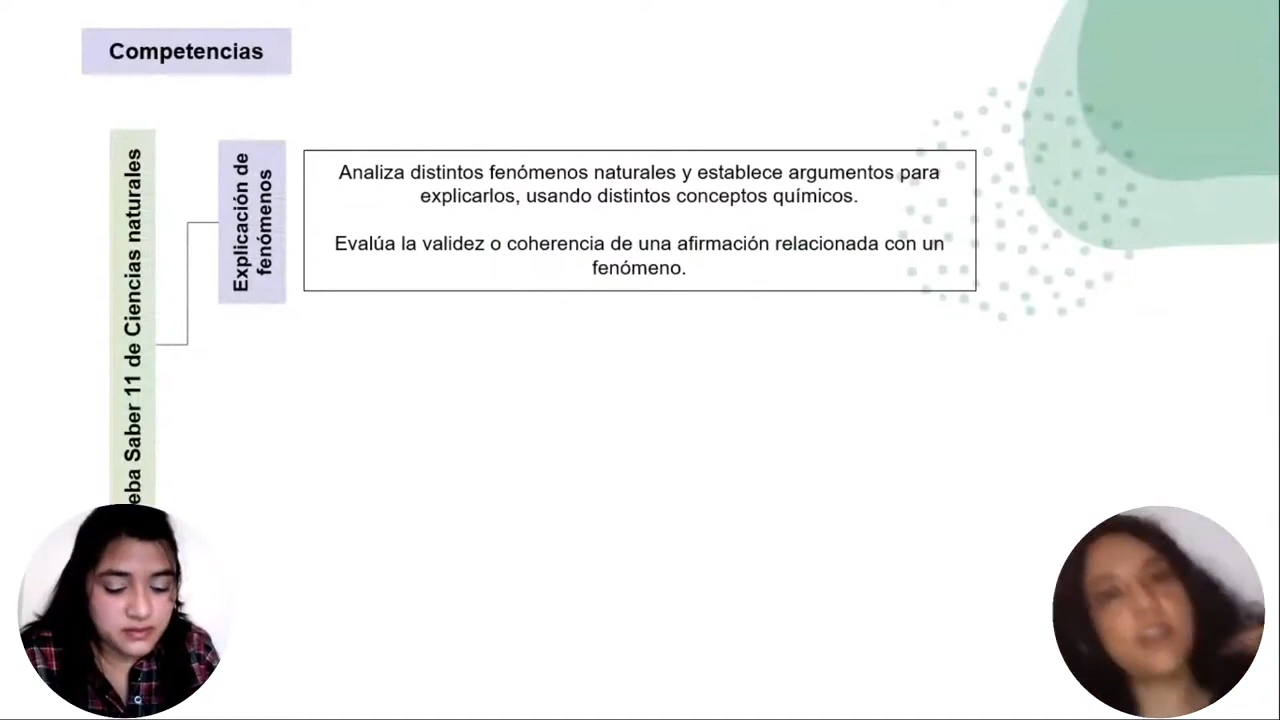 Competencias
eba Saber 11 de Ciencias naturales
Explicación de
fenómenos
Analiza distintos fenómenos naturales y establece argumentos para
explicarlos, usando distintos conceptos químicos.
Evalúa la validez o coherencia de una afirmación relacionada con un
fenómeno.